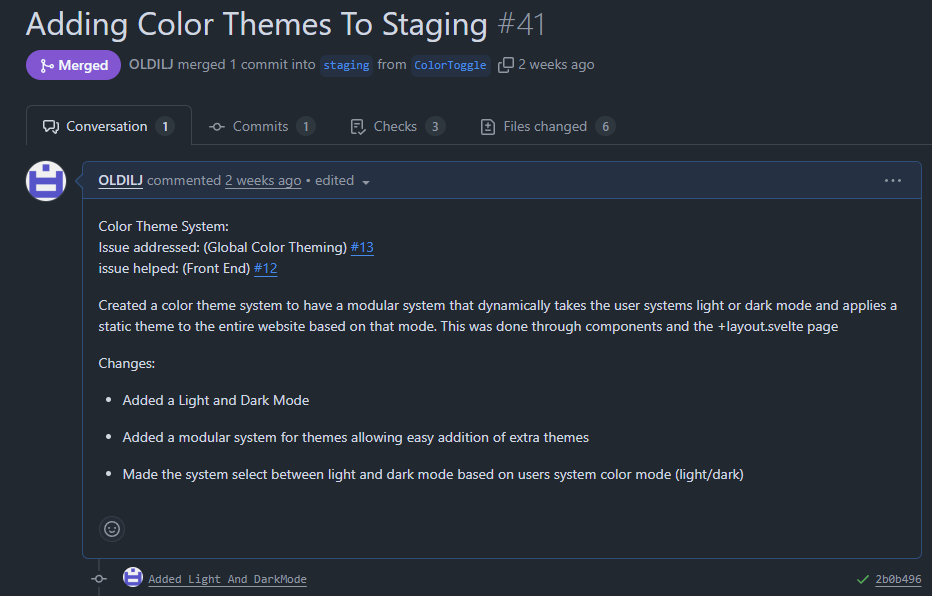 Adding Color Themes To Staging #41
Merged OLDILJ merged 1 commit into staging from ColorToggle 2 weeks ago
Conversation 1 Commits 1 Checks 3 Files changed 6
OLDILJ commented 2 weeks ago • edited
Color Theme System:
Issue addressed: (Global Color Theming) #13
issue helped: (Front End) #12
Created a color theme system to have a modular system that dynamically takes the user systems light or dark mode and applies a
static theme to the entire website based on that mode. This was done through components and the +layout.svelte page
Changes:
• Added a Light and Dark Mode
• Added a modular system for themes allowing easy addition of extra themes
• Made the system select between light and dark mode based on users system color mode (light/dark)
Added Light And DarkMode 2b0b496